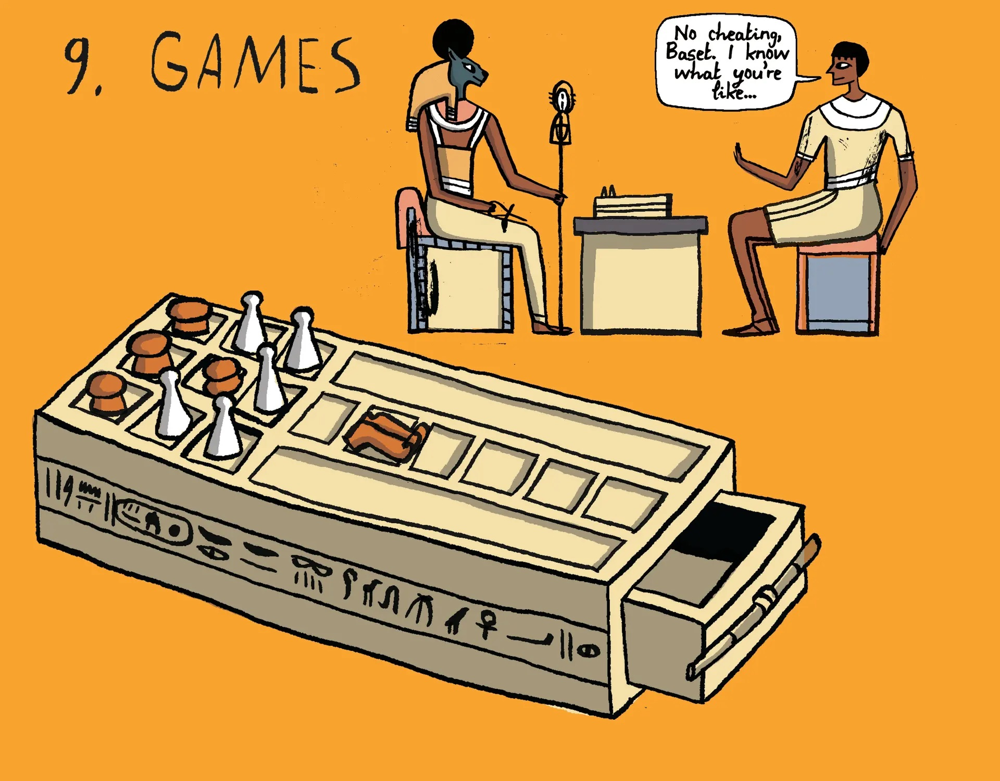 9. GAMES
No cheating,
Baset. I know
what you're
like...